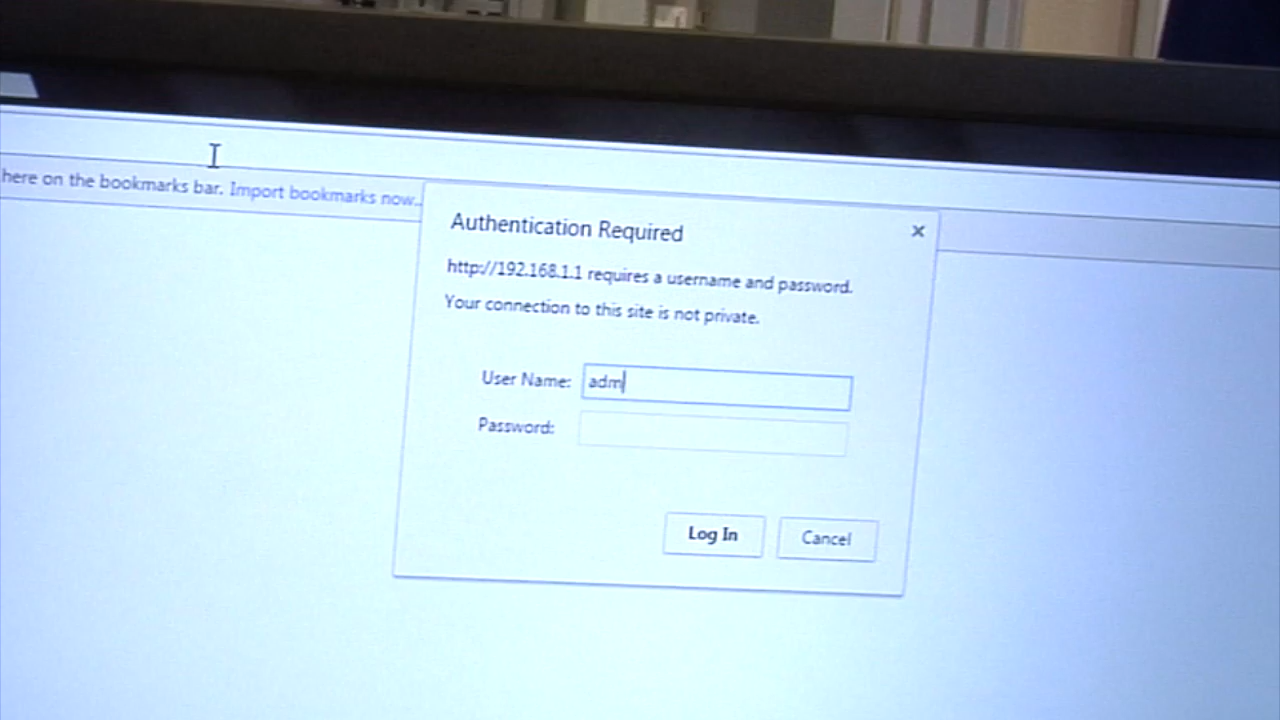 here on the bookmarks bar. Import bookmarks now...
Authentication Required
http://192.168.1.1 requires a username and password.
Your connection to this site is not private.
User Name: adm
Password:
Log In Cancel